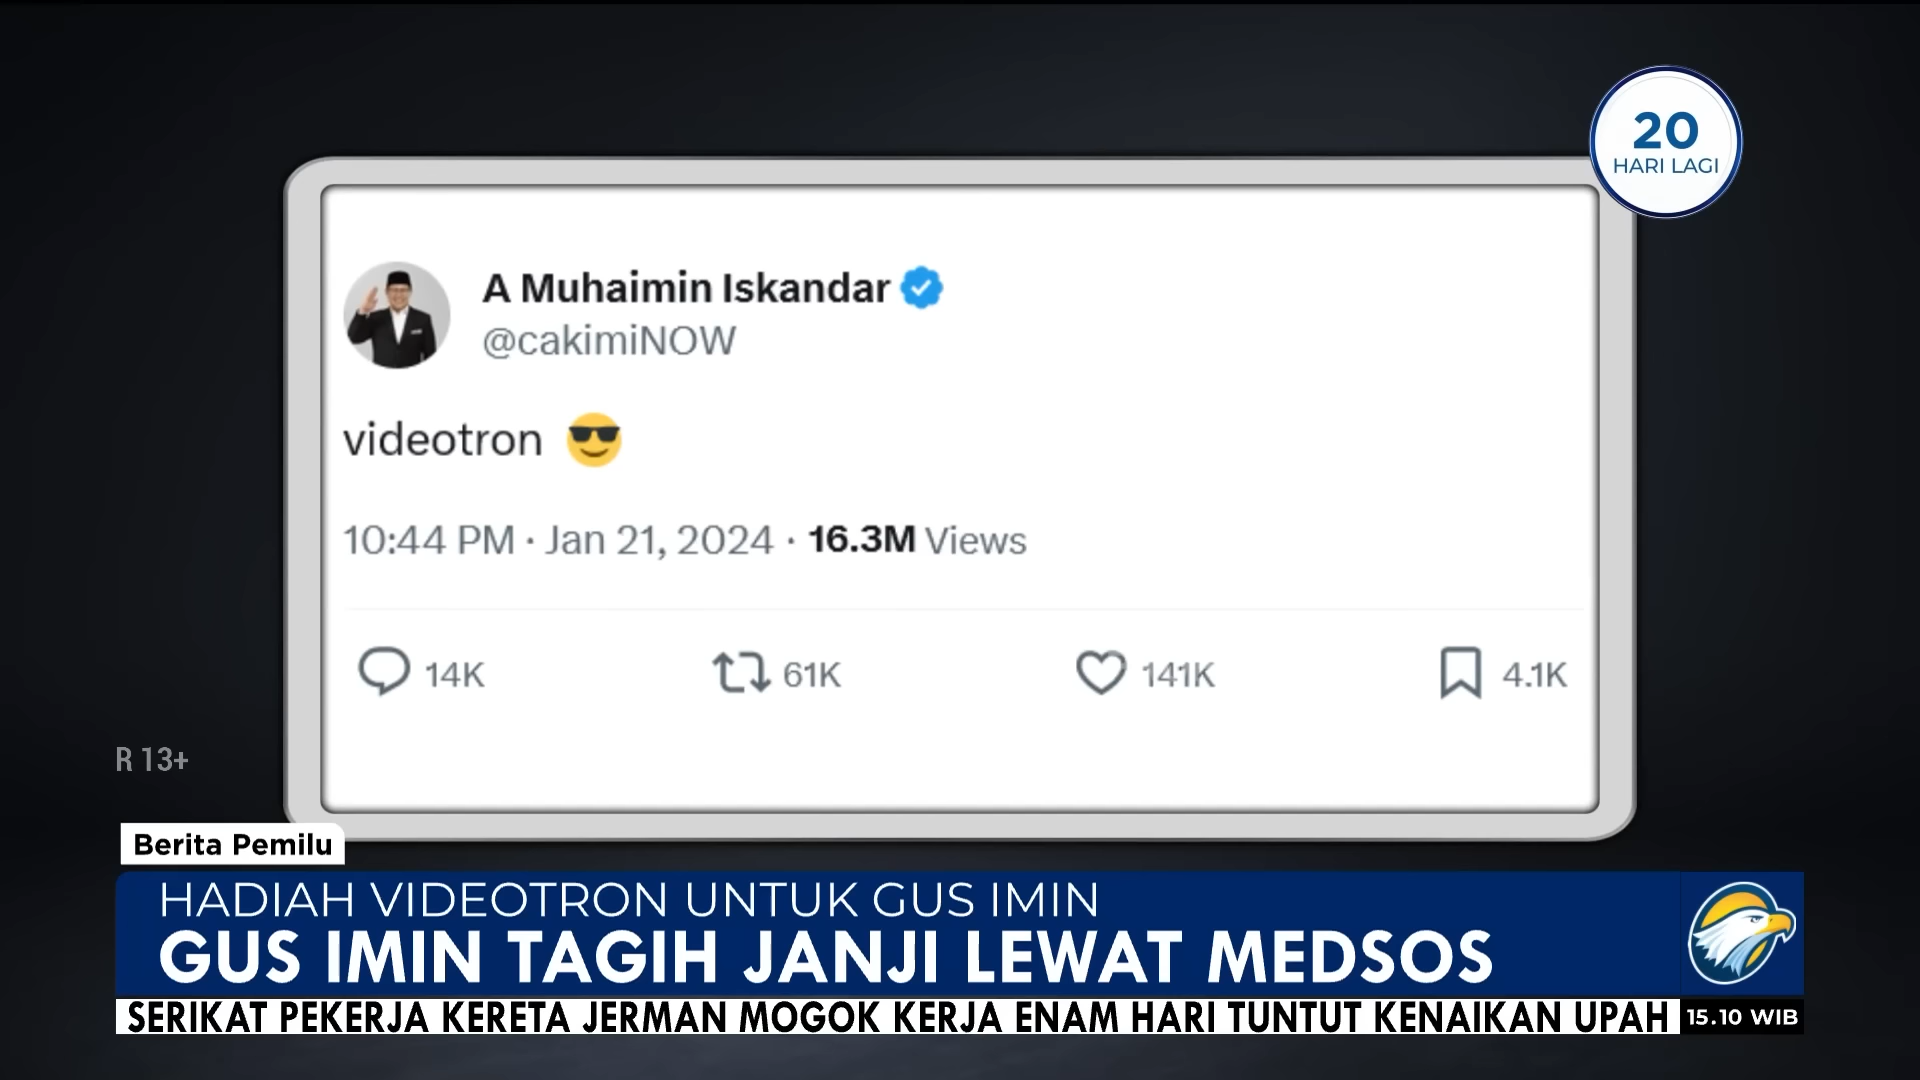 20
HARI LAGI
A Muhaimin Iskandar
@cakimiNOW
videotron 😎
10:44 PM · Jan 21, 2024 · 16.3M Views
14K 61K 141K 4.1K
R 13+
Berita Pemilu
HADIAH VIDEOTRON UNTUK GUS IMIN
GUS IMIN TAGIH JANJI LEWAT MEDSOS
SERIKAT PEKERJA KERETA JERMAN MOGOK KERJA ENAM HARI TUNTUT KENAIKAN UPAH 15.10 WIB